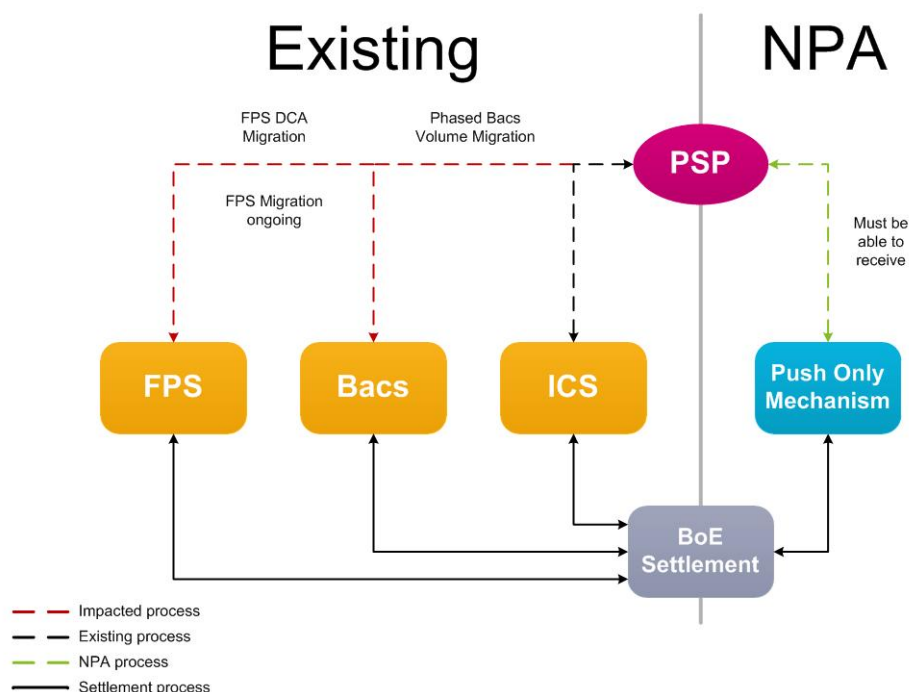 Existing
NPA
FPS DCA
Migration
Phased Bacs
Volume Migration
PSP
FPS Migration
ongoing
Must be
able to
receive
FPS
Bacs
ICS
Push Only
Mechanism
BoE
Settlement
Impacted process
Existing process
NPA process
Settlement process